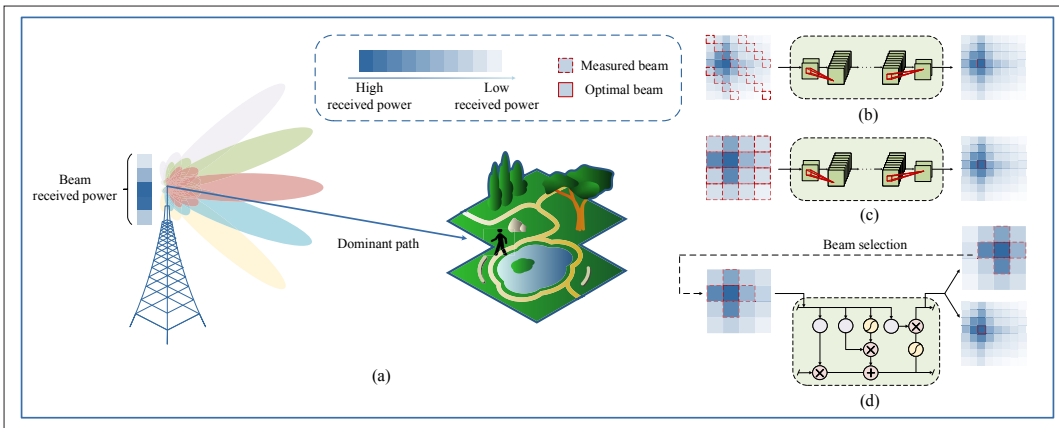 High
received power
Low
received power
Measured beam
Optimal beam
Beam
received power
Dominant path
(a)
(b)
(c)
Beam selection
(d)